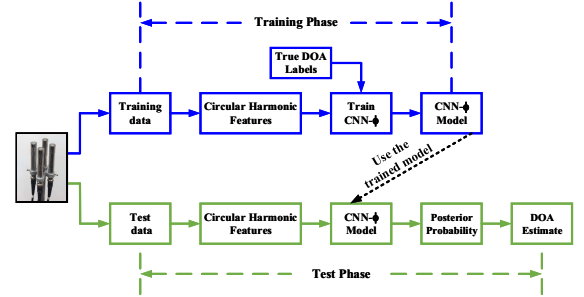 Training Phase
True DOA
Labels
Training
data
Circular Harmonic
Features
Train
CNN-ϕ
CNN-ϕ
Model
Use the
trained model
Test
data
Circular Harmonic
Features
CNN-ϕ
Model
Posterior
Probability
DOA
Estimate
Test Phase